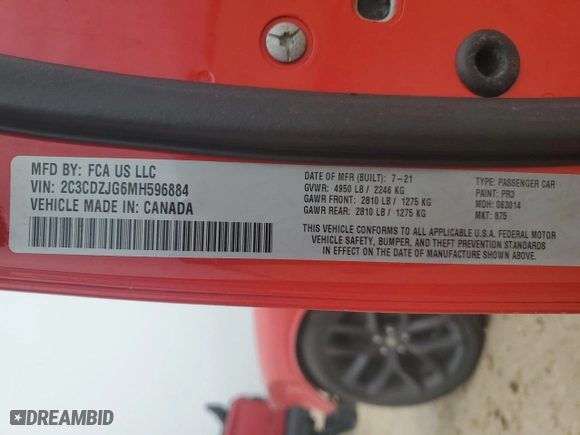 MFD BY: FCA US LLC
VIN: 2C3CDZJG6MH596884
VEHICLE MADE IN: CANADA
DATE OF MFR (BUILT): 7-21
GVWR: 4950 LB / 2246 KG
GAWR FRONT: 2810 LB / 1275 KG
GAWR REAR: 2810 LB / 1275 KG
TYPE: PASSENGER CAR
PAINT: PR3
MDH: 063014
MKT: 875
THIS VEHICLE CONFORMS TO ALL APPLICABLE U.S.A. FEDERAL MOTOR
VEHICLE SAFETY, BUMPER, AND THEFT PREVENTION STANDARDS
IN EFFECT ON THE DATE OF MANUFACTURE SHOWN ABOVE.
DREAMBID